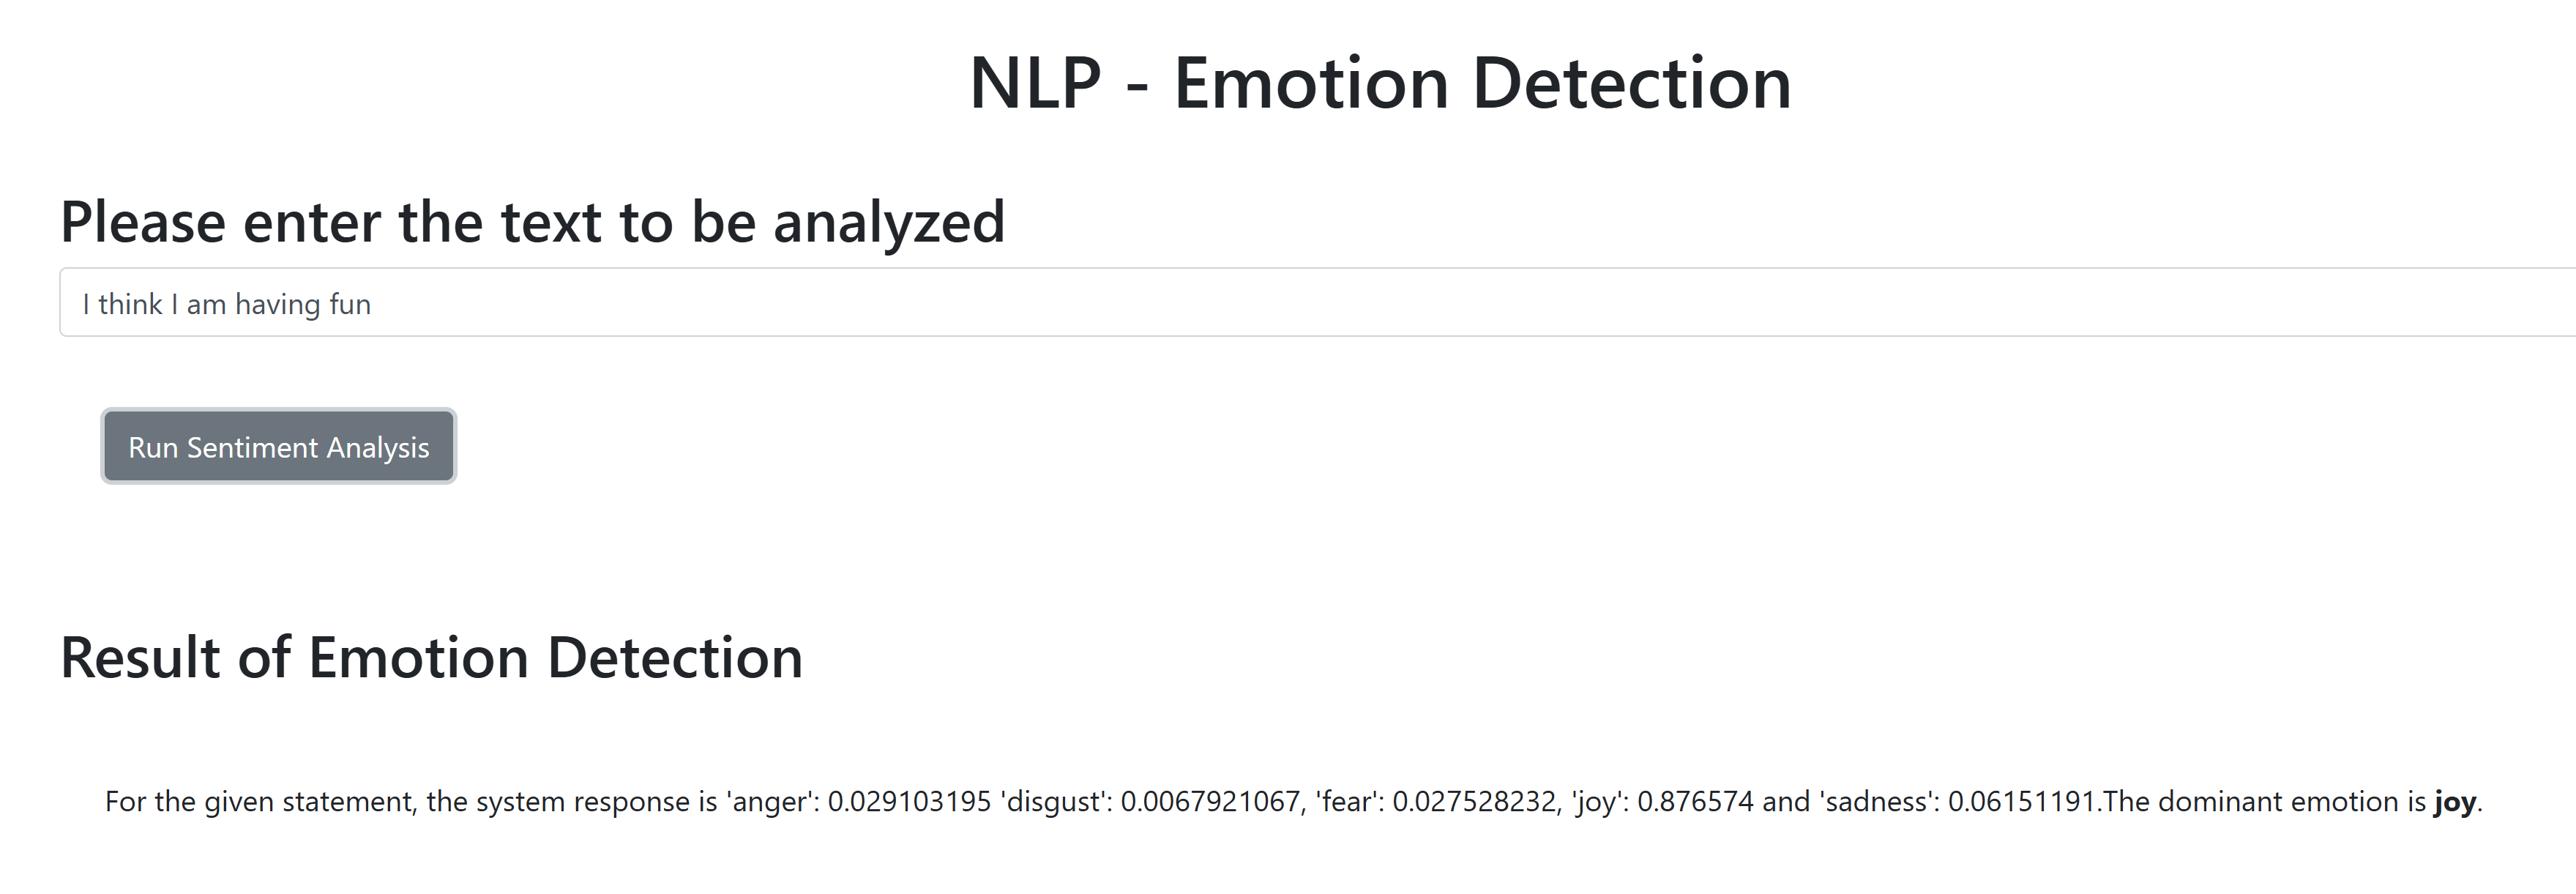 NLP - Emotion Detection
Please enter the text to be analyzed
I think I am having fun
Run Sentiment Analysis
Result of Emotion Detection
For the given statement, the system response is 'anger': 0.029103195 'disgust': 0.0067921067, 'fear': 0.027528232, 'joy': 0.876574 and 'sadness': 0.06151191.The dominant emotion is joy.